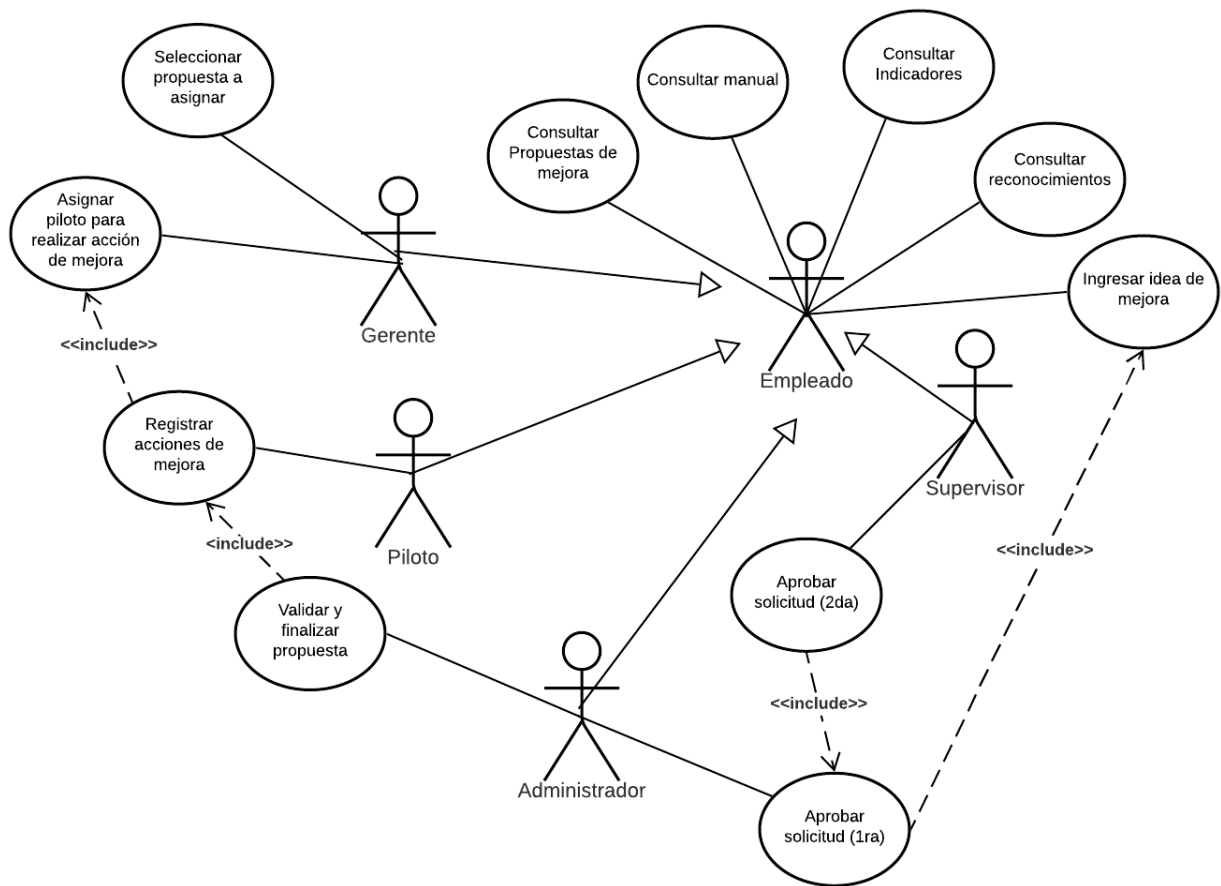 Seleccionar
propuesta a
asignar
Consultar manual
Consultar
Indicadores
Consultar
Propuestas de
mejora
Consultar
reconocimientos
Asignar
piloto para
realizar acción
de mejora
Ingresar idea de
mejora
Gerente
<<include>>
Empleado
Registrar
acciones de
mejora
Supervisor
<include>>
Piloto
<<include>>
Aprobar
solicitud (2da)
Validar y
finalizar
propuesta
<<include>>
Administrador
Aprobar
solicitud (1ra)